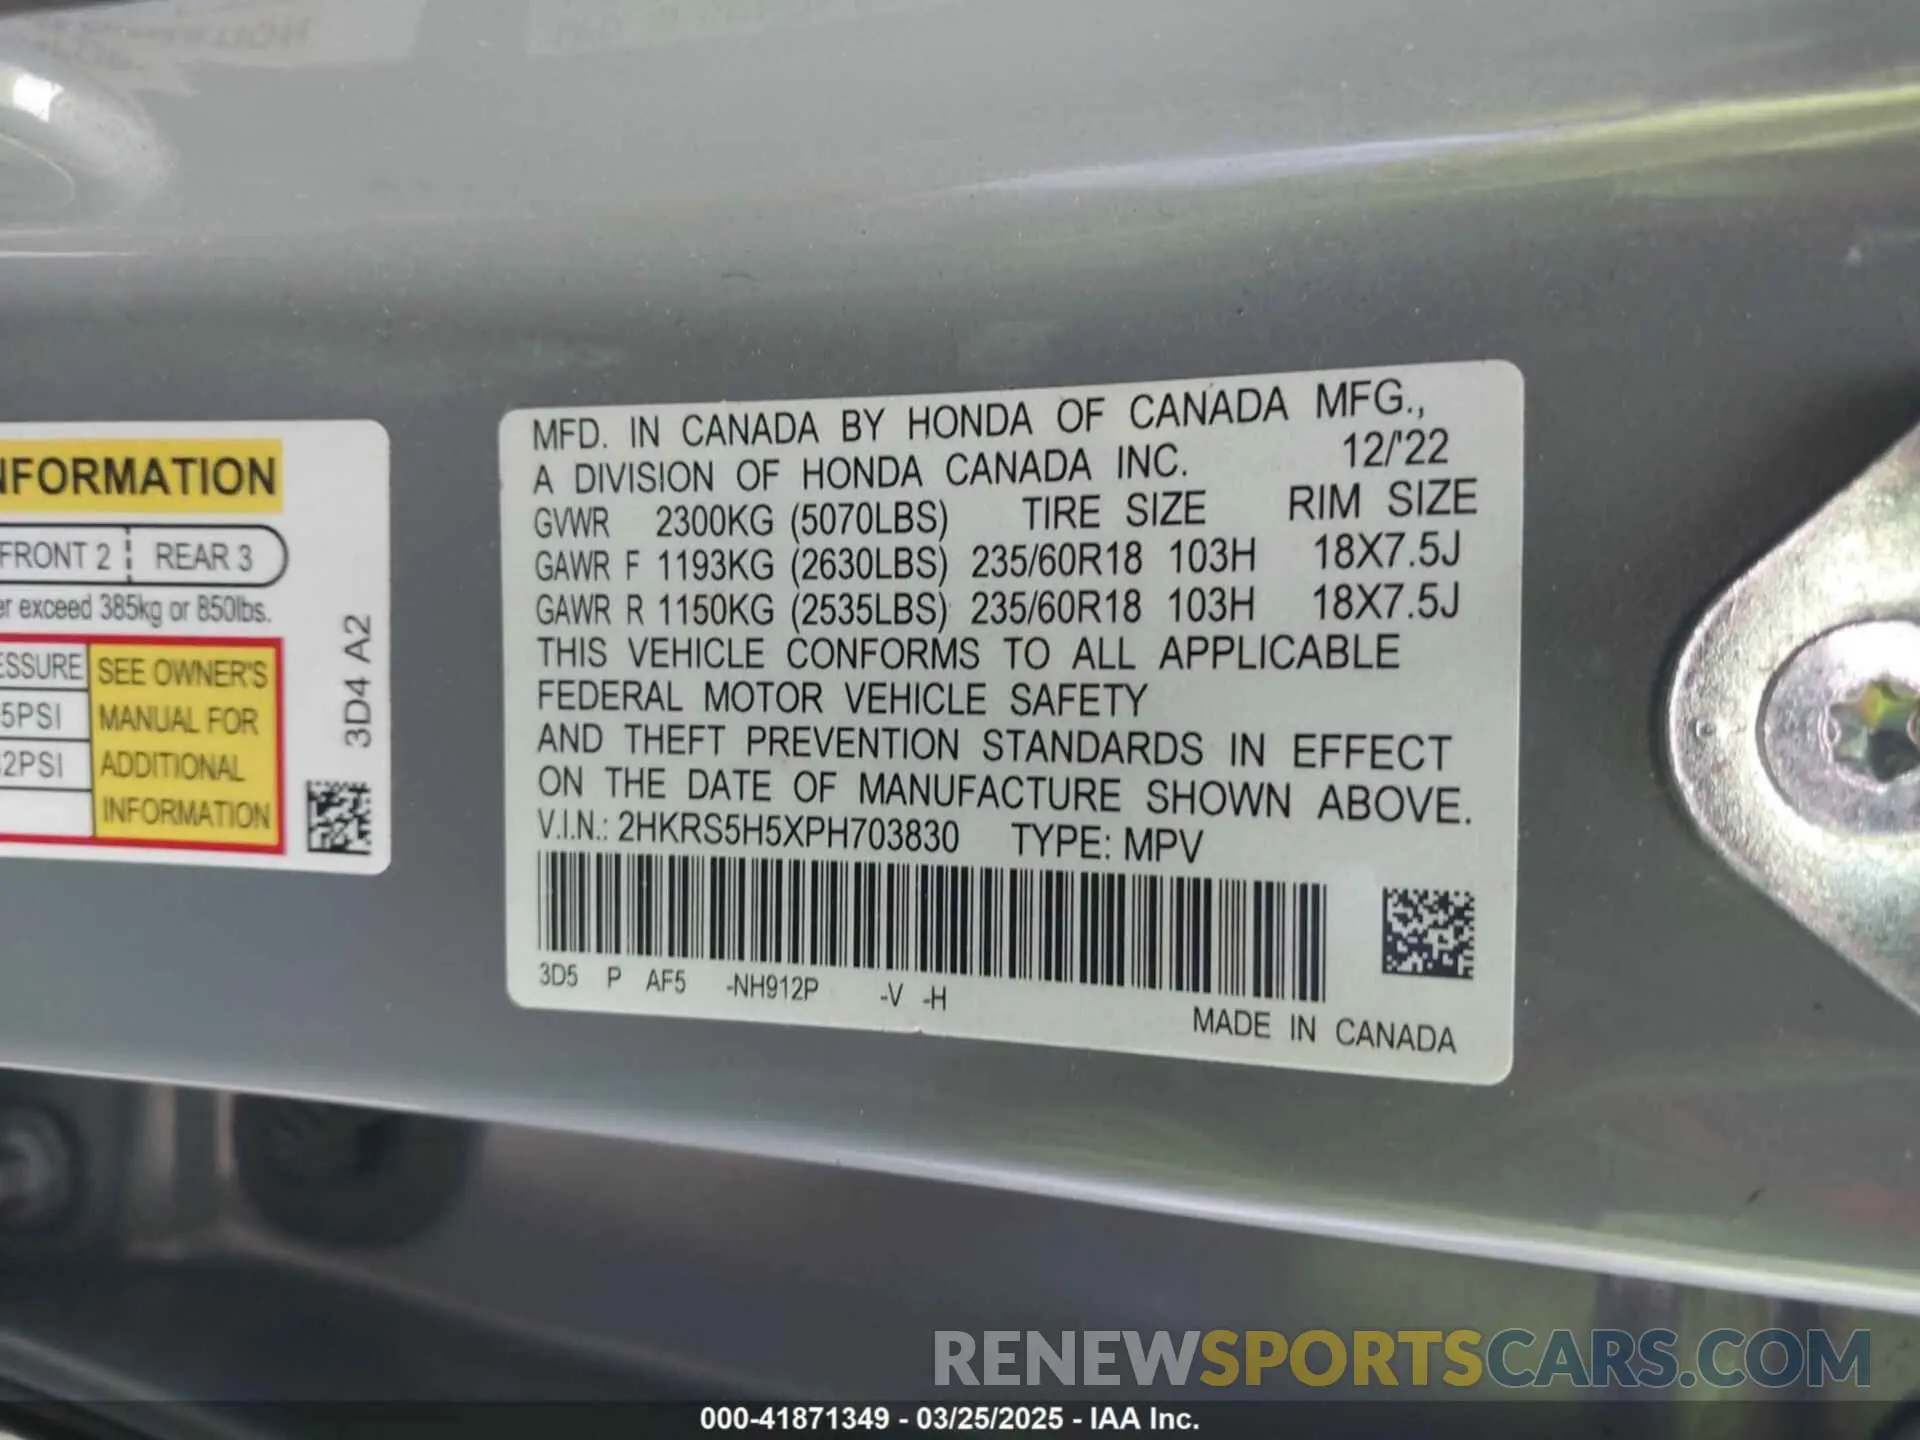 NFORMATION
FRONT 2 REAR 3
er exceed 385kg or 850lbs.
ESSURE SEE OWNER'S
5PSI MANUAL FOR
2PSI ADDITIONAL
INFORMATION
3D4 A2
MFD. IN CANADA BY HONDA OF CANADA MFG.,
A DIVISION OF HONDA CANADA INC. 12/'22
GVWR 2300KG (5070LBS) TIRE SIZE RIM SIZE
GAWR F 1193KG (2630LBS) 235/60R18 103H 18X7.5J
GAWR R 1150KG (2535LBS) 235/60R18 103H 18X7.5J
THIS VEHICLE CONFORMS TO ALL APPLICABLE
FEDERAL MOTOR VEHICLE SAFETY
AND THEFT PREVENTION STANDARDS IN EFFECT
ON THE DATE OF MANUFACTURE SHOWN ABOVE.
V.I.N.: 2HKRS5H5XPH703830 TYPE: MPV
3D5 P AF5 -NH912P -V -H
MADE IN CANADA
RENEWSPORTSCARS.COM
000-41871349 - 03/25/2025 - IAA Inc.